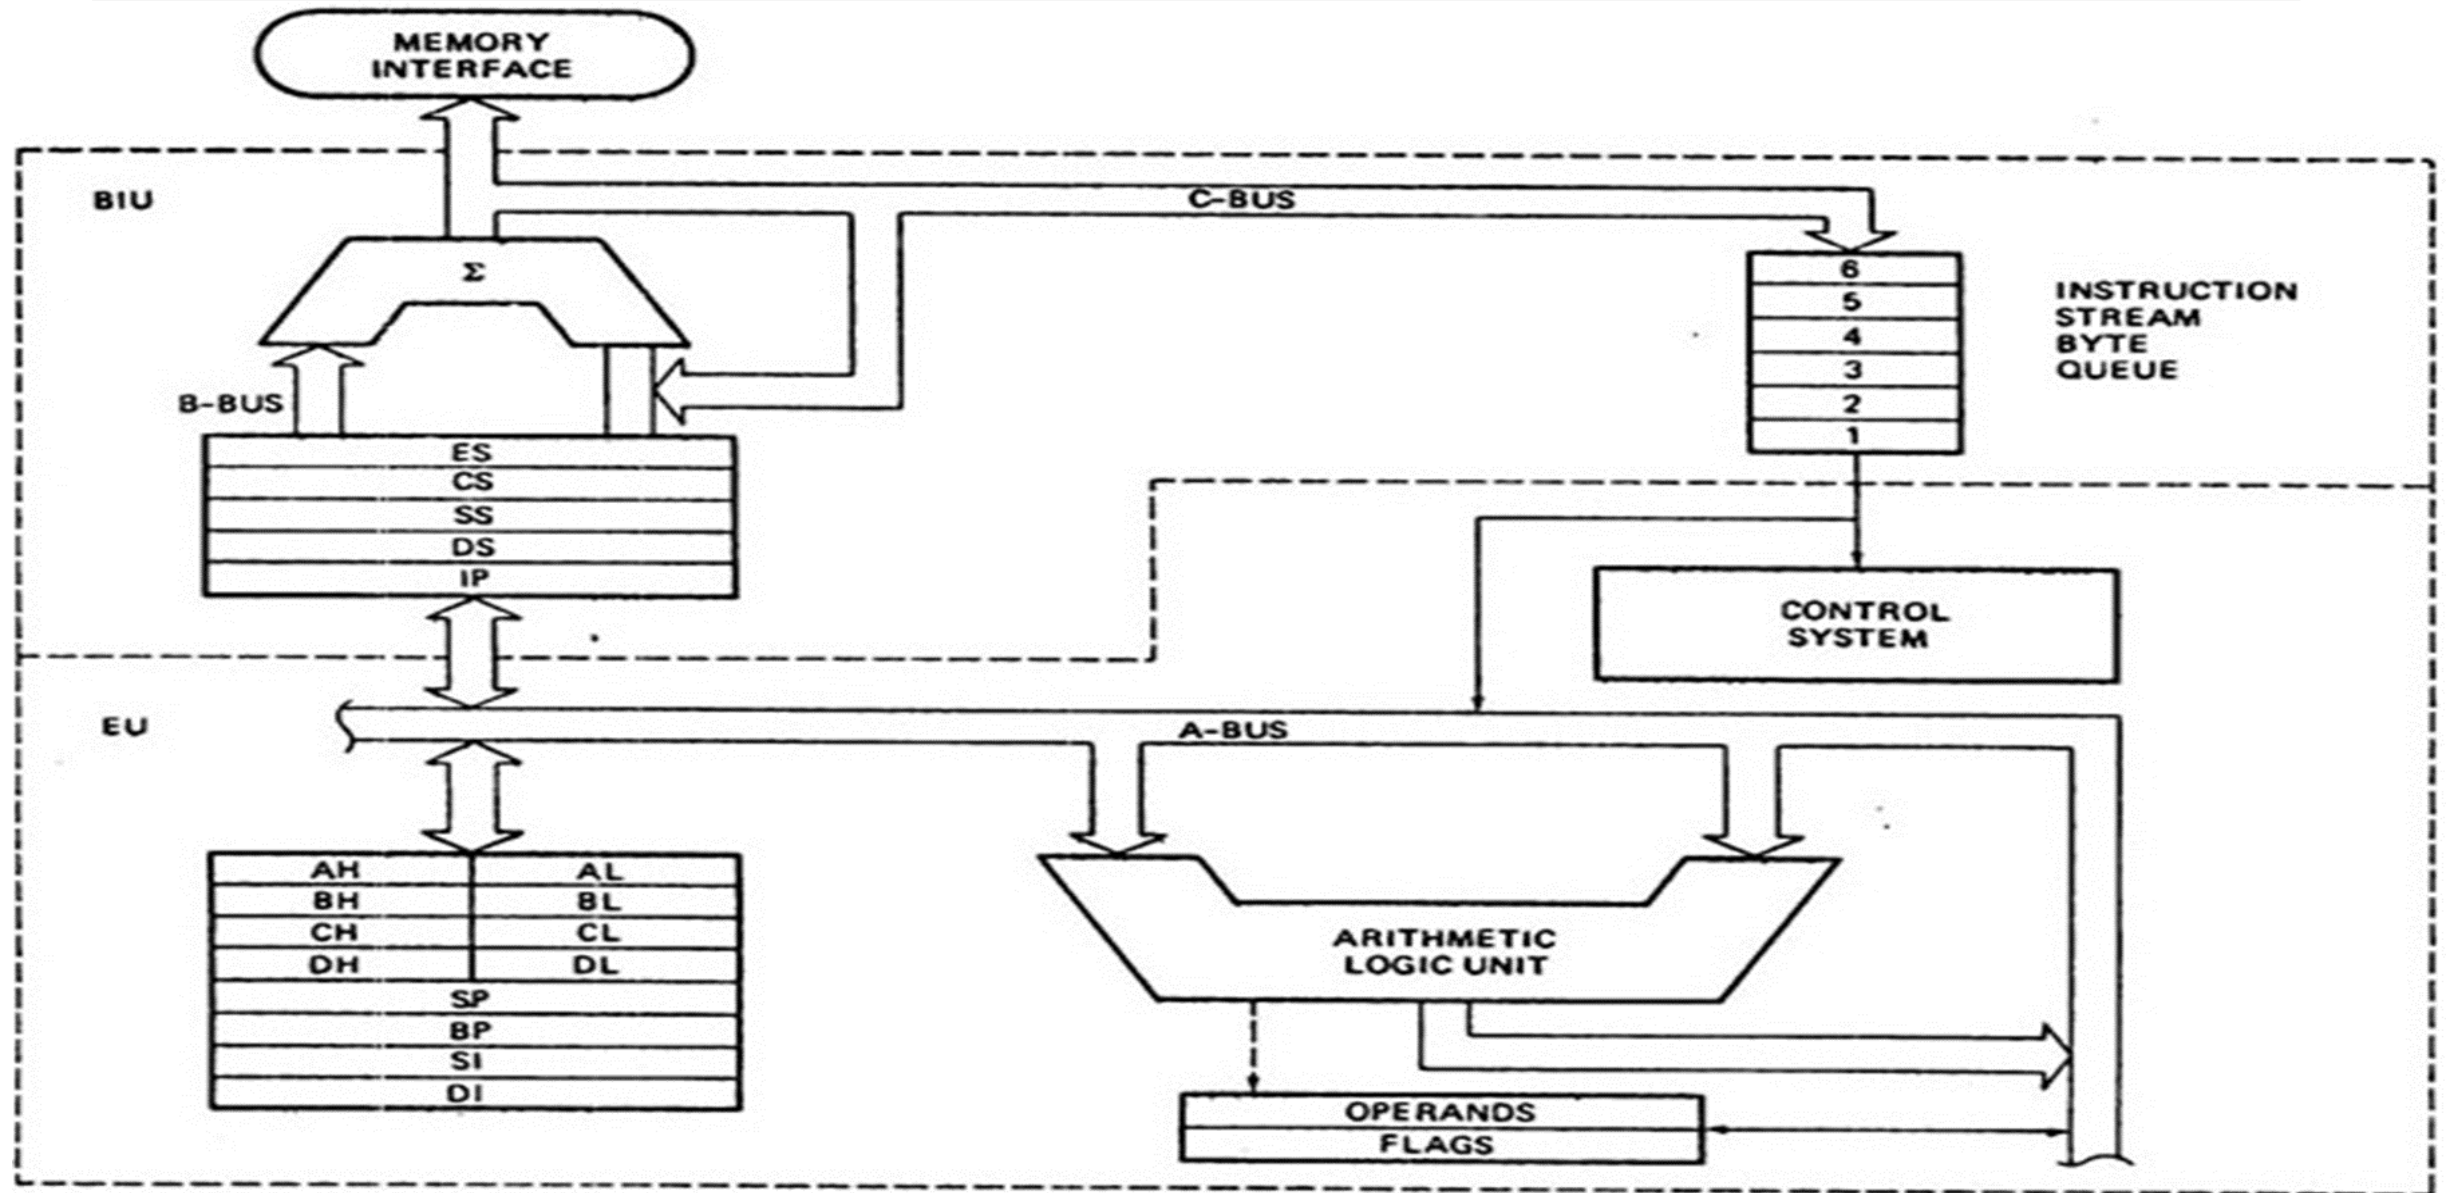 MEMORY
INTERFACE
BIU
C-BUS
Σ
B-BUS
6
5
4
3
2
1
INSTRUCTION
STREAM
BYTE
QUEUE
ES
CS
SS
DS
IP
CONTROL
SYSTEM
EU
A-BUS
AH AL
BH BL
CH CL
DH DL
SP
BP
SI
DI
ARITHMETIC
LOGIC UNIT
OPERANDS
FLAGS